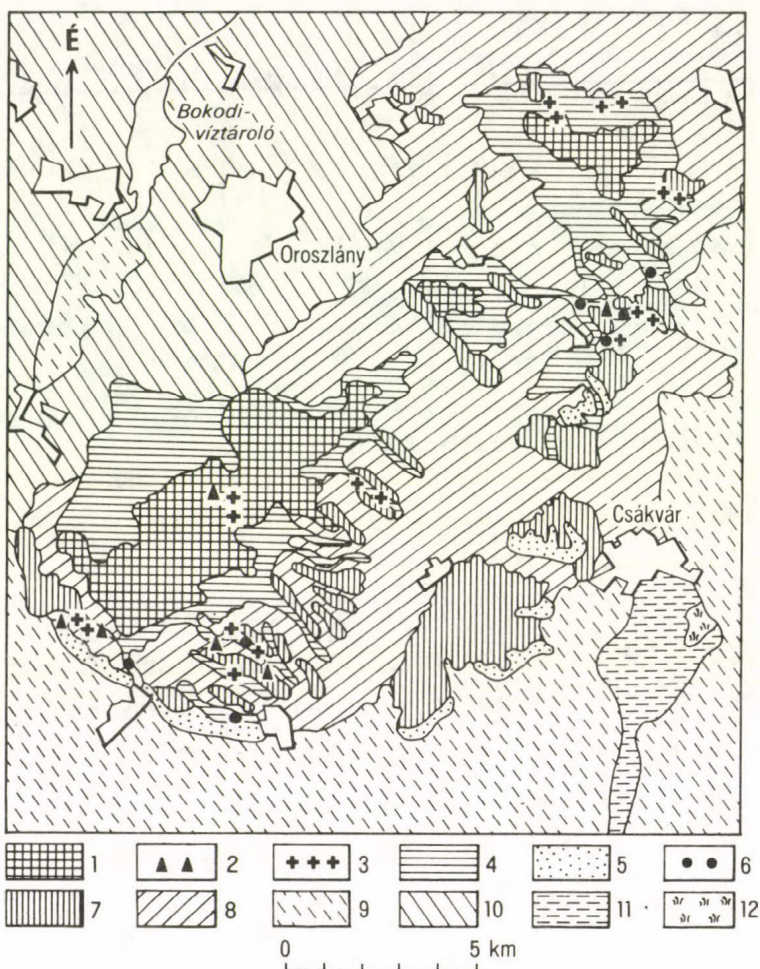 É
Bokodi-
víztároló
Oroszlány
Csákvár
1 2 3 4 5 6
7 8 9 10 11 12
0 5 km